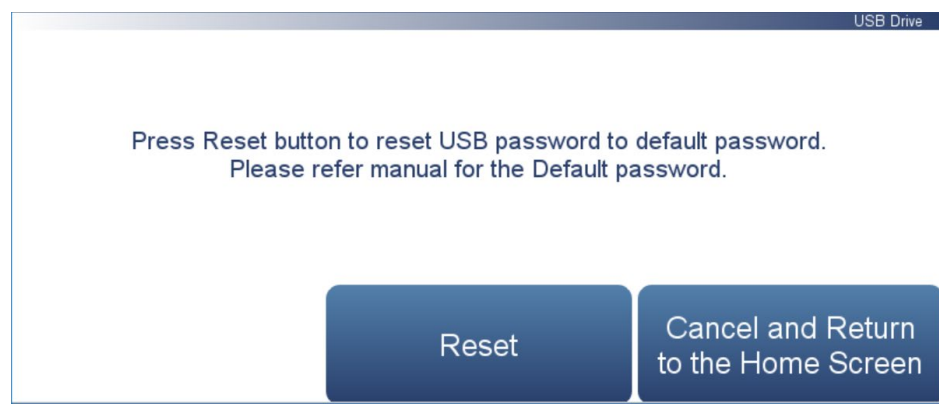 USB Drive
Press Reset button to reset USB password to default password.
Please refer manual for the Default password.
Reset
Cancel and Return
to the Home Screen